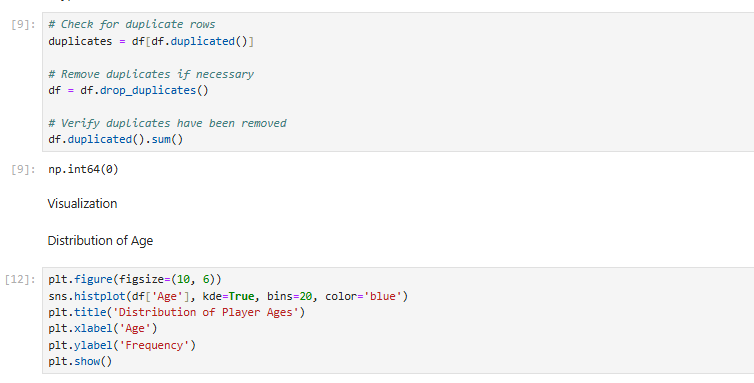 [9]: # Check for duplicate rows
duplicates = df[df.duplicated()]
# Remove duplicates if necessary
df = df.drop_duplicates()
# Verify duplicates have been removed
df.duplicated().sum()
[9]: np.int64(0)
Visualization
Distribution of Age
[12]: plt.figure(figsize=(10, 6))
sns.histplot(df['Age'], kde=True, bins=20, color='blue')
plt.title('Distribution of Player Ages')
plt.xlabel('Age')
plt.ylabel('Frequency')
plt.show()